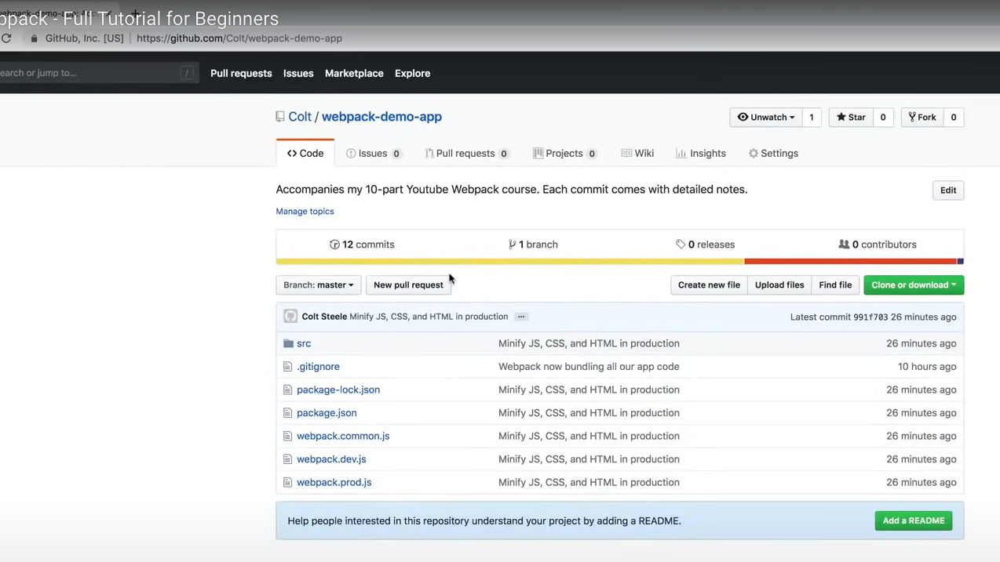 bpack - Full Tutorial for Beginners
GitHub, Inc. [US] https://github.com/Colt/webpack-demo-app
earch or jump to... / Pull requests Issues Marketplace Explore
Colt / webpack-demo-app Unwatch 1 Star 0 Fork 0
Code Issues 0 Pull requests 0 Projects 0 Wiki Insights Settings
Accompanies my 10-part Youtube Webpack course. Each commit comes with detailed notes. Edit
Manage topics
12 commits 1 branch 0 releases 0 contributors
Branch: master New pull request Create new file Upload files Find file Clone or download
Colt Steele Minify JS, CSS, and HTML in production ... Latest commit 991f703 26 minutes ago
src Minify JS, CSS, and HTML in production 26 minutes ago
.gitignore Webpack now bundling all our app code 10 hours ago
package-lock.json Minify JS, CSS, and HTML in production 26 minutes ago
package.json Minify JS, CSS, and HTML in production 26 minutes ago
webpack.common.js Minify JS, CSS, and HTML in production 26 minutes ago
webpack.dev.js Minify JS, CSS, and HTML in production 26 minutes ago
webpack.prod.js Minify JS, CSS, and HTML in production 26 minutes ago
Help people interested in this repository understand your project by adding a README. Add a README